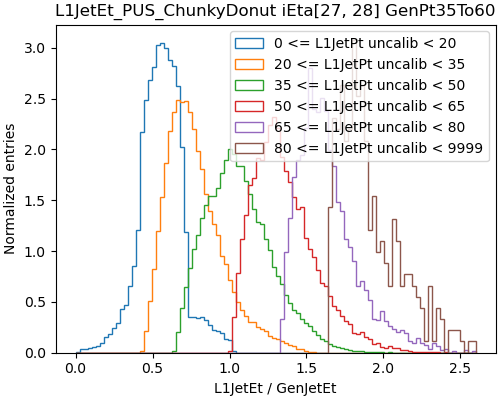 L1JetEt_PUS_ChunkyDonut iEta[27, 28] GenPt35To60
0 <= L1JetPt uncalib < 20
20 <= L1JetPt uncalib < 35
35 <= L1JetPt uncalib < 50
50 <= L1JetPt uncalib < 65
65 <= L1JetPt uncalib < 80
80 <= L1JetPt uncalib < 9999
Normalized entries
3.0
2.5
2.0
1.5
1.0
0.5
0.0
0.0 0.5 1.0 1.5 2.0 2.5
L1JetEt / GenJetEt